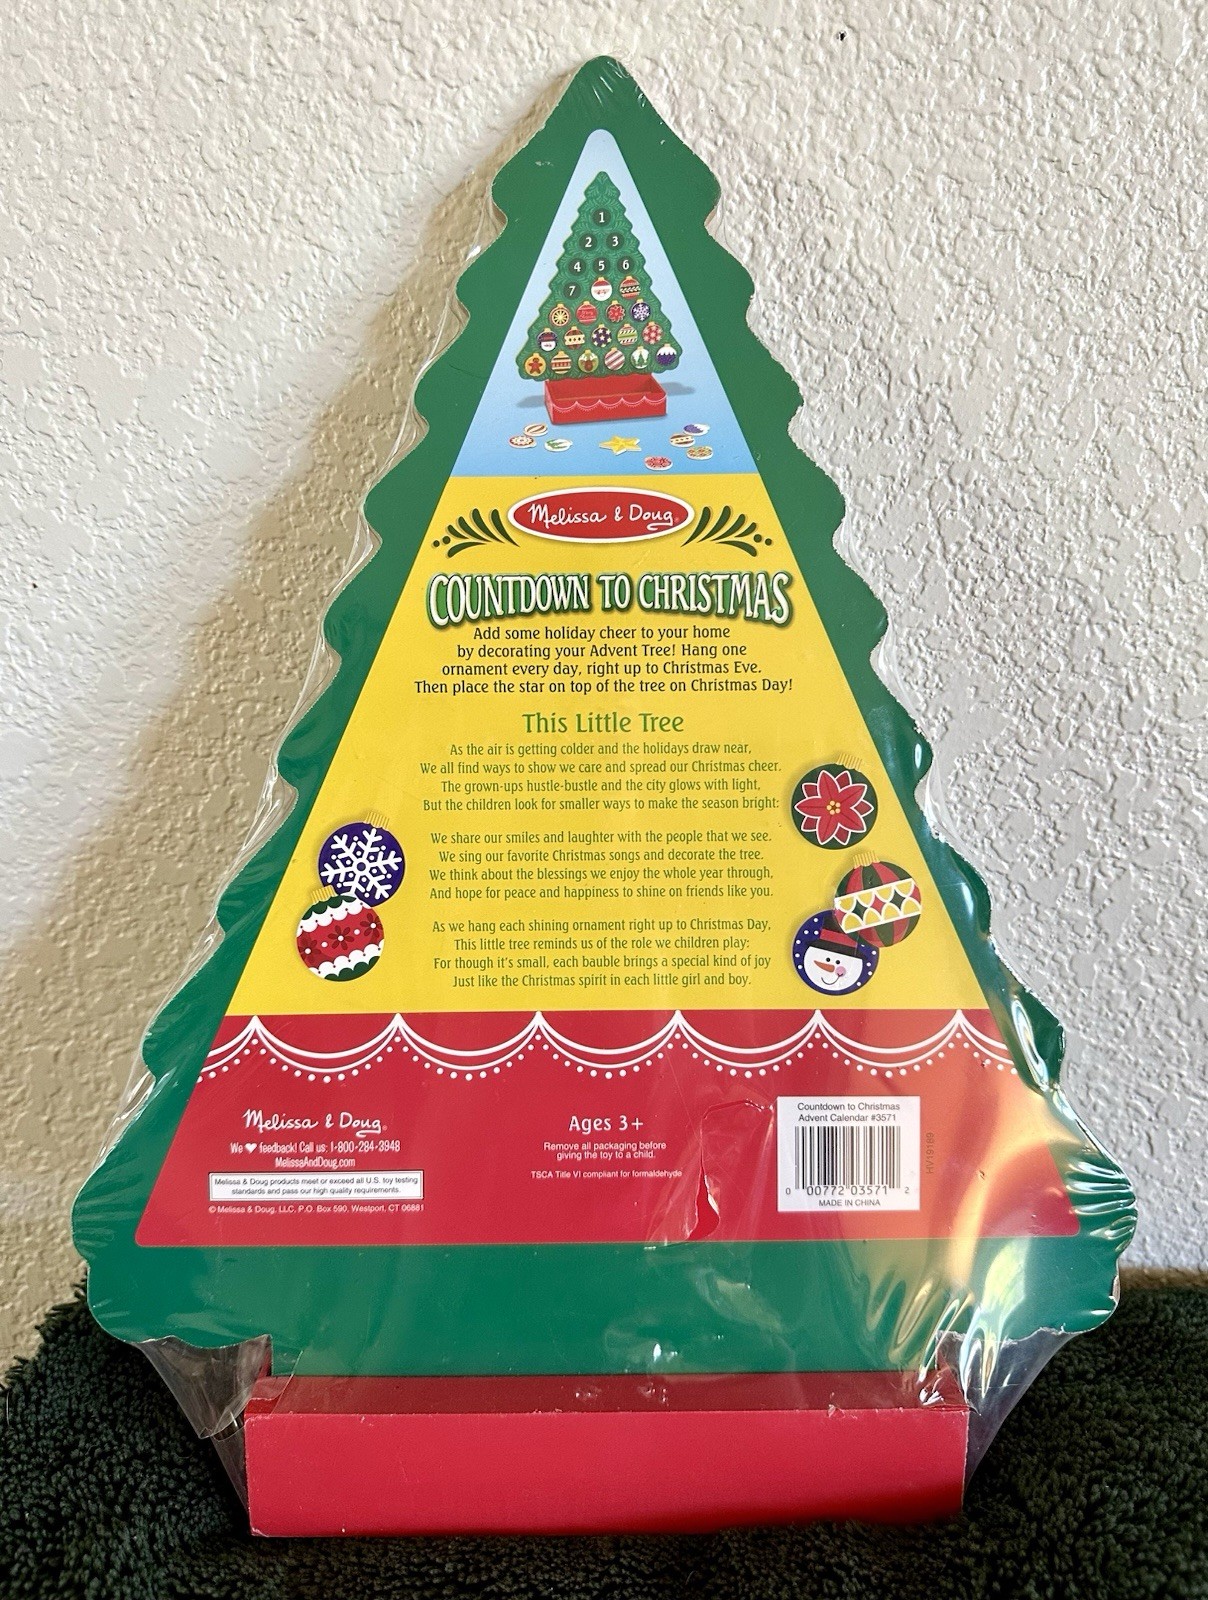 1
2 3
4 5 6
7
Melissa & Doug®
COUNTDOWN TO CHRISTMAS
Add some holiday cheer to your home
by decorating your Advent Tree! Hang one
ornament every day, right up to Christmas Eve.
Then place the star on top of the tree on Christmas Day!
This Little Tree
As the air is getting colder and the holidays draw near,
We all find ways to show we care and spread our Christmas cheer.
The grown-ups hustle-bustle and the city glows with light,
But the children look for smaller ways to make the season bright:
We share our smiles and laughter with the people that we see.
We sing our favorite Christmas songs and decorate the tree.
We think about the blessings we enjoy the whole year through,
And hope for peace and happiness to shine on friends like you.
As we hang each shining ornament right up to Christmas Day,
This little tree reminds us of the role we children play:
For though it's small, each bauble brings a special kind of joy
Just like the Christmas spirit in each little girl and boy.
Melissa & Doug®
We ♥ feedback! Call us: 1-800-284-3948
MelissaAndDoug.com
Melissa & Doug products meet or exceed all U.S. toy testing
standards and pass our high quality requirements.
© Melissa & Doug, LLC, P.O. Box 590, Westport, CT 06881
Ages 3+
Remove all packaging before
giving the toy to a child.
TSCA Title VI compliant for formaldehyde
Countdown to Christmas
Advent Calendar #3571
0 00772 03571 2
MADE IN CHINA
HV19189